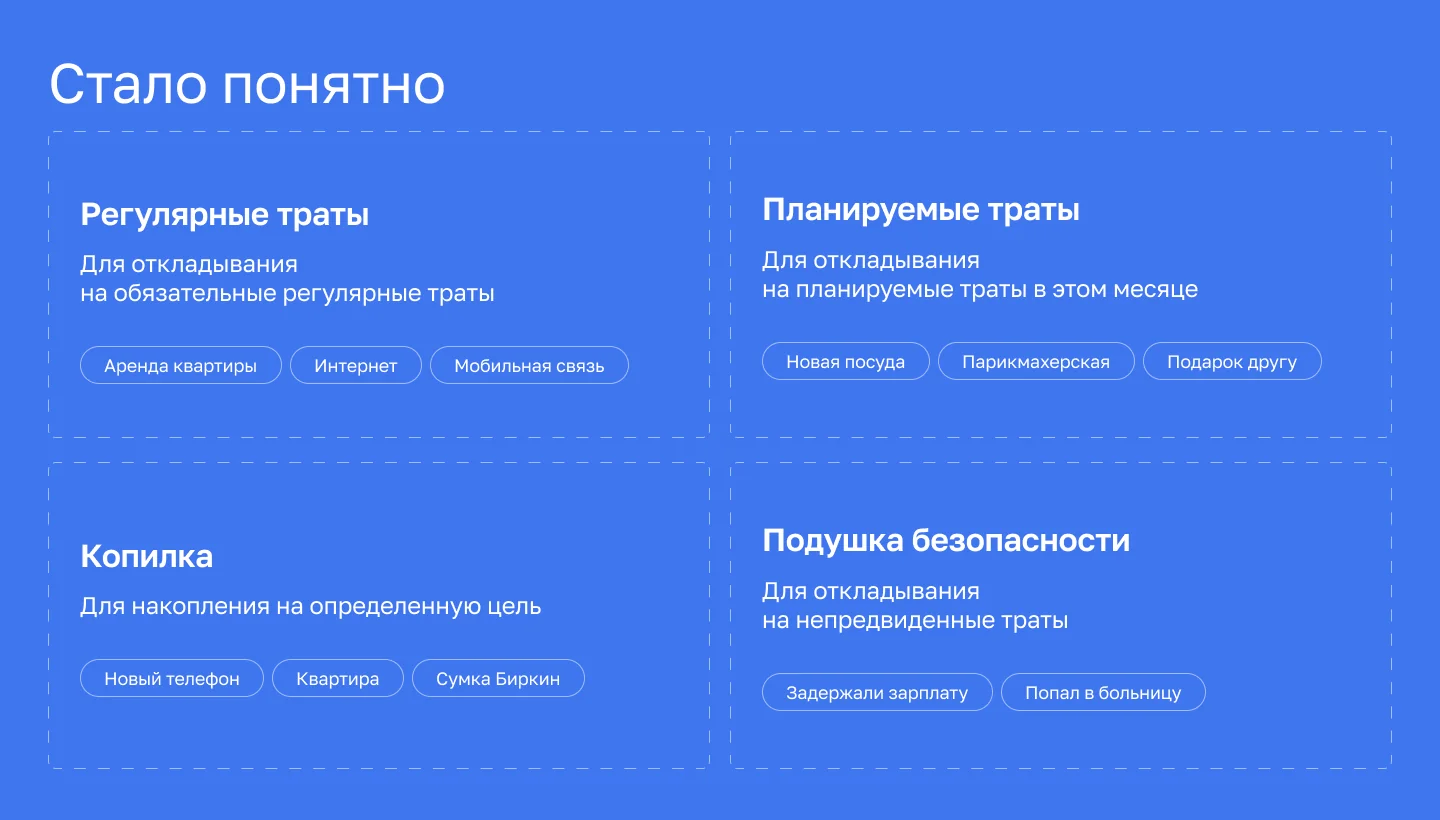 Стало понятно
Регулярные траты
Для откладывания
на обязательные регулярные траты
Аренда квартиры
Интернет
Мобильная связь
Планируемые траты
Для откладывания
на планируемые траты в этом месяце
Новая посуда
Парикмахерская
Подарок другу
Копилка
Для накопления на определенную цель
Новый телефон
Квартира
Сумка Биркин
Подушка безопасности
Для откладывания
на непредвиденные траты
Задержали зарплату
Попал в больницу